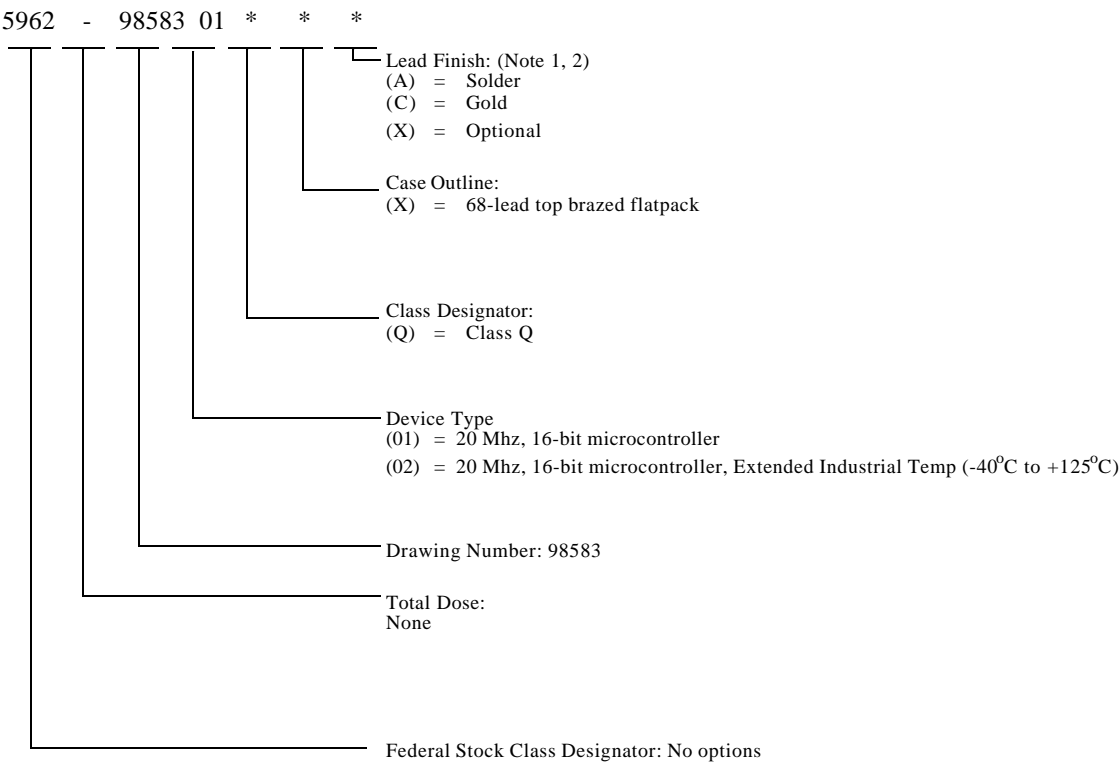 5962 - 98583 01 * * *
Lead Finish: (Note 1, 2)
(A) = Solder
(C) = Gold
(X) = Optional
Case Outline:
(X) = 68-lead top brazed flatpack
Class Designator:
(Q) = Class Q
Device Type
(01) = 20 Mhz, 16-bit microcontroller
(02) = 20 Mhz, 16-bit microcontroller, Extended Industrial Temp (-40oC to +125oC)
Drawing Number: 98583
Total Dose:
None
Federal Stock Class Designator: No options